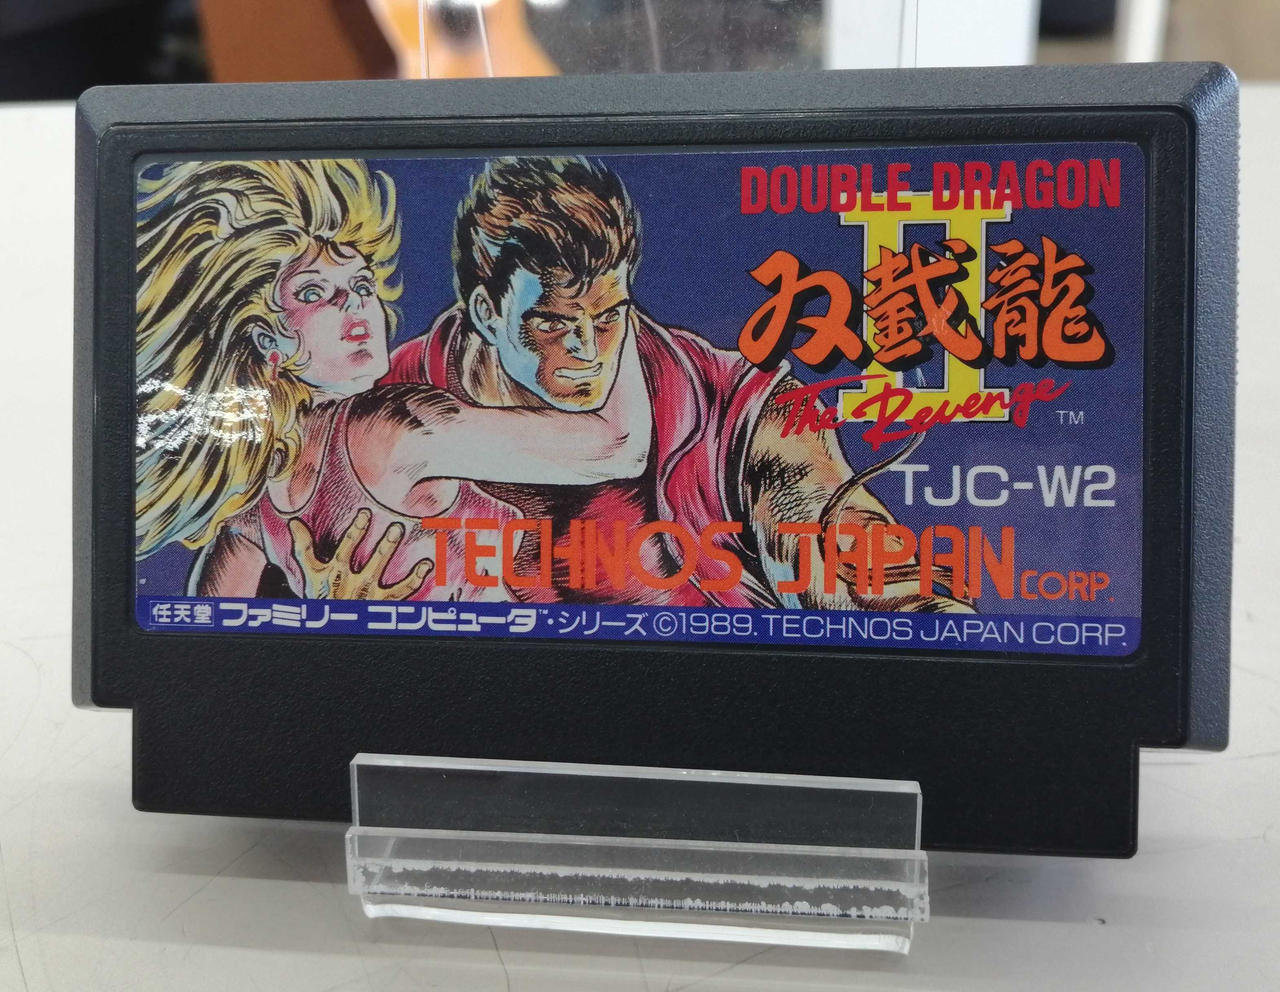 DOUBLE DRAGON
II
双截龍
The Revenge ™
TJC-W2
TECHNOS JAPAN CORP.
任天堂 ファミリー コンピュータ™・シリーズ ©1989. TECHNOS JAPAN CORP.